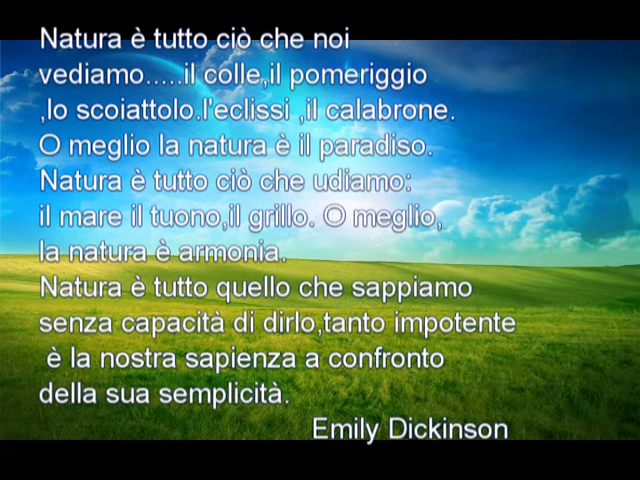 Natura è tutto ciò che noi
vediamo.....il colle,il pomeriggio
,lo scoiattolo.l'eclissi ,il calabrone.
O meglio la natura è il paradiso.
Natura è tutto ciò che udiamo:
il mare il tuono,il grillo. O meglio,
la natura è armonia.
Natura è tutto quello che sappiamo
senza capacità di dirlo,tanto impotente
è la nostra sapienza a confronto
della sua semplicità.
Emily Dickinson